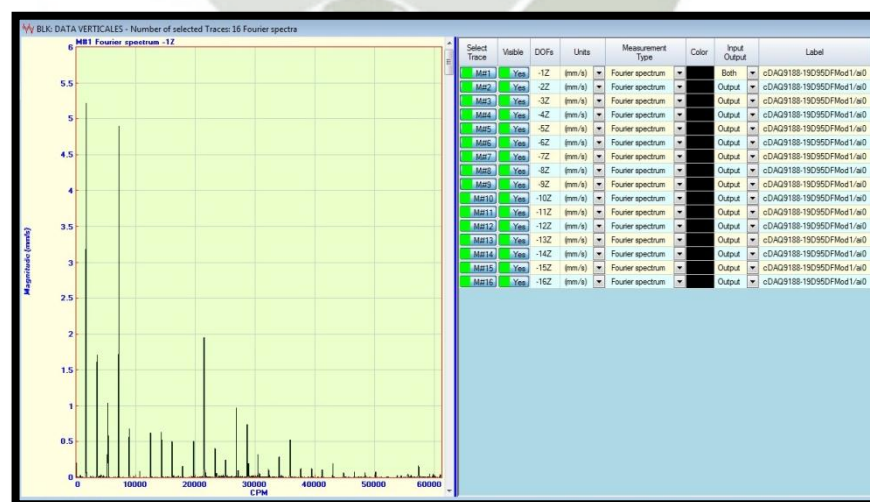 BLK: DATA VERTICALES - Number of selected Traces: 16 Fourier spectra
M#1 Fourier spectrum -1Z
6
5.5
5
4.5
4
3.5
3
2.5
2
1.5
1
0.5
0
Magnitude (mm/s)
0 10000 20000 30000 40000 50000 60000
CPM
Select Trace Visible DOFs Units Measurement Type Color Input Output Label
M#1 Yes -1Z (mm/s) Fourier spectrum Both cDAQ9188-19D95DFMod1/ai0
M#2 Yes -2Z (mm/s) Fourier spectrum Output cDAQ9188-19D95DFMod1/ai0
M#3 Yes -3Z (mm/s) Fourier spectrum Output cDAQ9188-19D95DFMod1/ai0
M#4 Yes -4Z (mm/s) Fourier spectrum Output cDAQ9188-19D95DFMod1/ai0
M#5 Yes -5Z (mm/s) Fourier spectrum Output cDAQ9188-19D95DFMod1/ai0
M#6 Yes -6Z (mm/s) Fourier spectrum Output cDAQ9188-19D95DFMod1/ai0
M#7 Yes -7Z (mm/s) Fourier spectrum Output cDAQ9188-19D95DFMod1/ai0
M#8 Yes -8Z (mm/s) Fourier spectrum Output cDAQ9188-19D95DFMod1/ai0
M#9 Yes -9Z (mm/s) Fourier spectrum Output cDAQ9188-19D95DFMod1/ai0
M#10 Yes -10Z (mm/s) Fourier spectrum Output cDAQ9188-19D95DFMod1/ai0
M#11 Yes -11Z (mm/s) Fourier spectrum Output cDAQ9188-19D95DFMod1/ai0
M#12 Yes -12Z (mm/s) Fourier spectrum Output cDAQ9188-19D95DFMod1/ai0
M#13 Yes -13Z (mm/s) Fourier spectrum Output cDAQ9188-19D95DFMod1/ai0
M#14 Yes -14Z (mm/s) Fourier spectrum Output cDAQ9188-19D95DFMod1/ai0
M#15 Yes -15Z (mm/s) Fourier spectrum Output cDAQ9188-19D95DFMod1/ai0
M#16 Yes -16Z (mm/s) Fourier spectrum Output cDAQ9188-19D95DFMod1/ai0